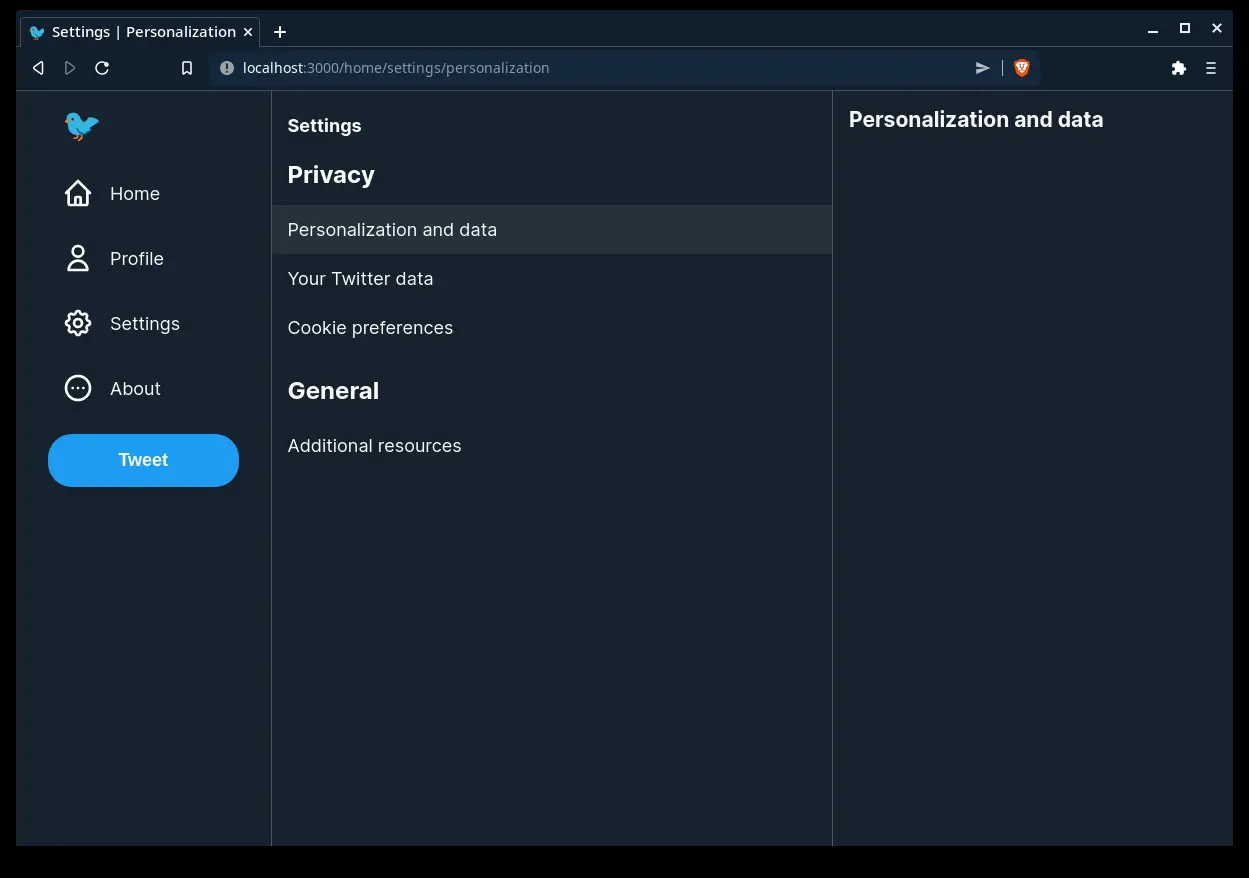 Settings | Personalization
localhost:3000/home/settings/personalization
Home
Profile
Settings
About
Tweet
Settings
Privacy
Personalization and data
Your Twitter data
Cookie preferences
General
Additional resources
Personalization and data